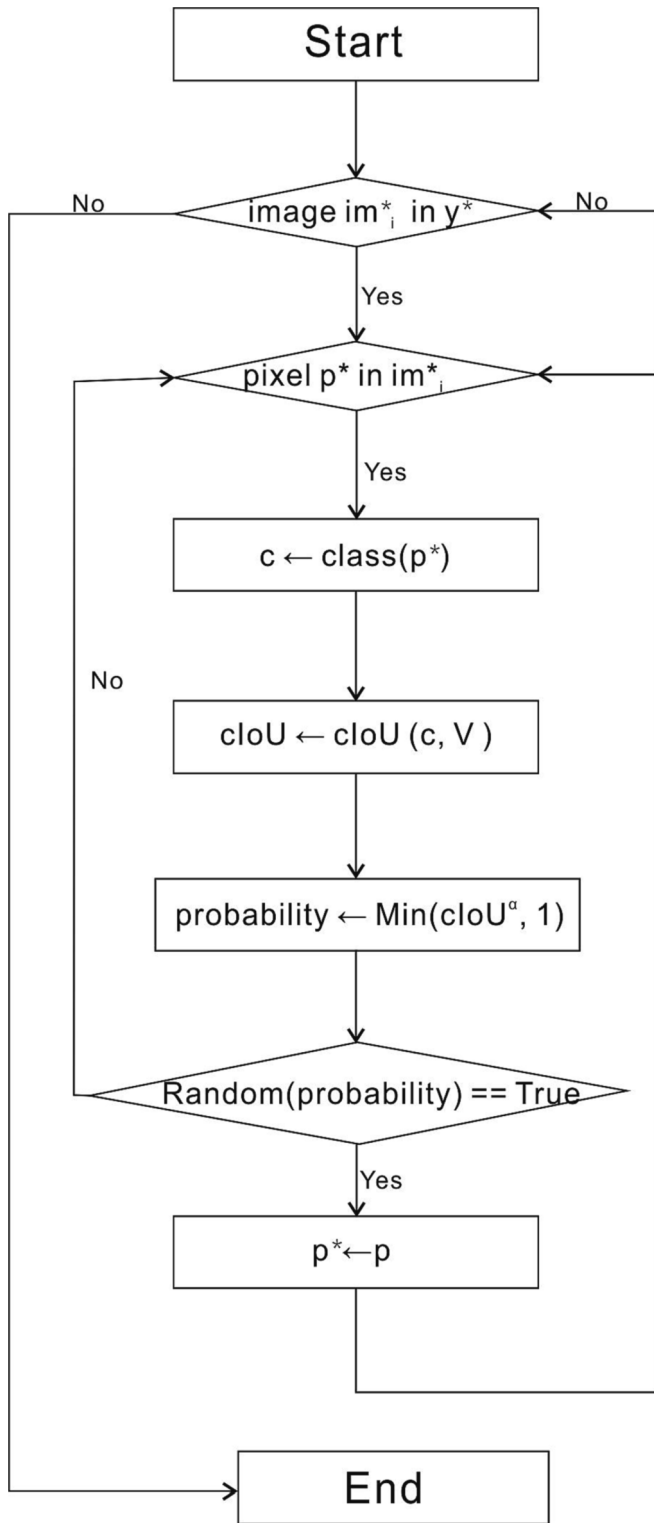 Start
No
image im*ᵢ in y*
No
Yes
pixel p* in im*ᵢ
Yes
c ← class(p*)
No
cIoU ← cIoU (c, V )
probability ← Min(cIoU^α, 1)
Random(probability) == True
Yes
p*←p
End